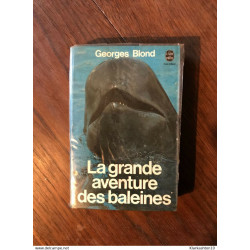 Georges Blond
La grande
aventure
des baleines